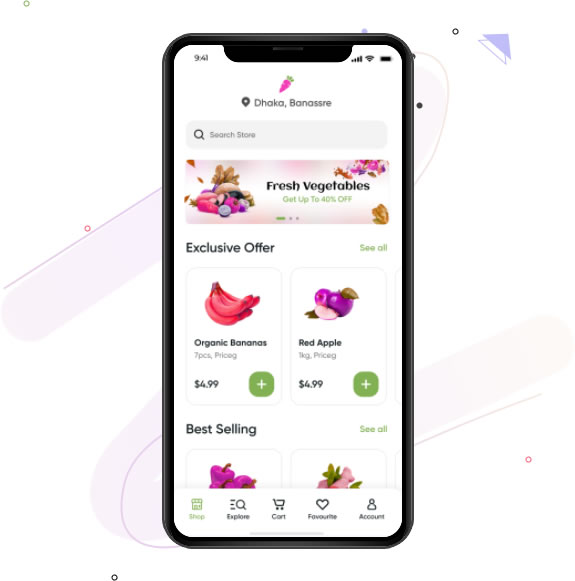 9:41
Dhaka, Banassre
Search Store
Fresh Vegetables
Get Up To 40% OFF
Exclusive Offer
See all
Organic Bananas
7pcs, Priceg
$4.99
Red Apple
1kg, Priceg
$4.99
Best Selling
See all
Shop
Explore
Cart
Favourite
Account